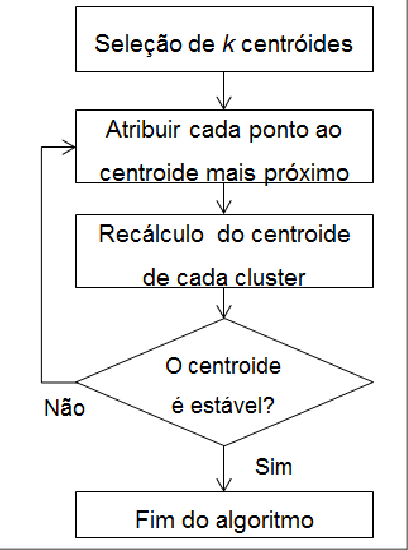 Seleção de k centróides
Atribuir cada ponto ao
centroide mais próximo
Recálculo do centroide
de cada cluster
O centroide
é estável?
Não
Sim
Fim do algoritmo